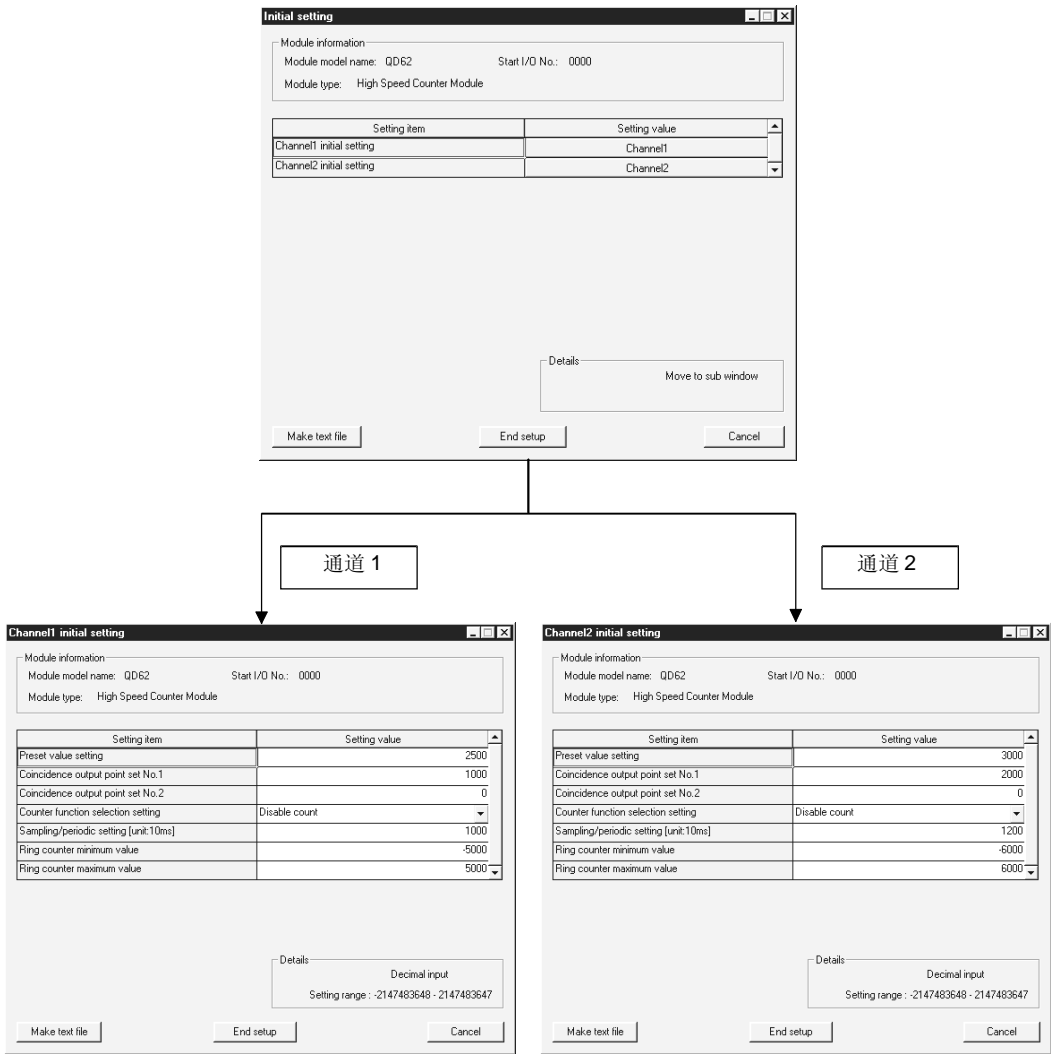 Initial setting
Module information
Module model name: QD62 Start I/O No.: 0000
Module type: High Speed Counter Module
Setting item Setting value
Channel1 initial setting Channel1
Channel2 initial setting Channel2
Details
Move to sub window
Make text file End setup Cancel
通道 1
通道 2
Channel1 initial setting
Module information
Module model name: QD62 Start I/O No.: 0000
Module type: High Speed Counter Module
Setting item Setting value
Preset value setting 2500
Coincidence output point set No.1 1000
Coincidence output point set No.2 0
Counter function selection setting Disable count
Sampling/periodic setting [unit:10ms] 1000
Ring counter minimum value -5000
Ring counter maximum value 5000
Details
Decimal input
Setting range : -2147483648 - 2147483647
Make text file End setup Cancel
Channel2 initial setting
Module information
Module model name: QD62 Start I/O No.: 0000
Module type: High Speed Counter Module
Setting item Setting value
Preset value setting 3000
Coincidence output point set No.1 2000
Coincidence output point set No.2 0
Counter function selection setting Disable count
Sampling/periodic setting [unit:10ms] 1200
Ring counter minimum value -6000
Ring counter maximum value 6000
Details
Decimal input
Setting range : -2147483648 - 2147483647
Make text file End setup Cancel